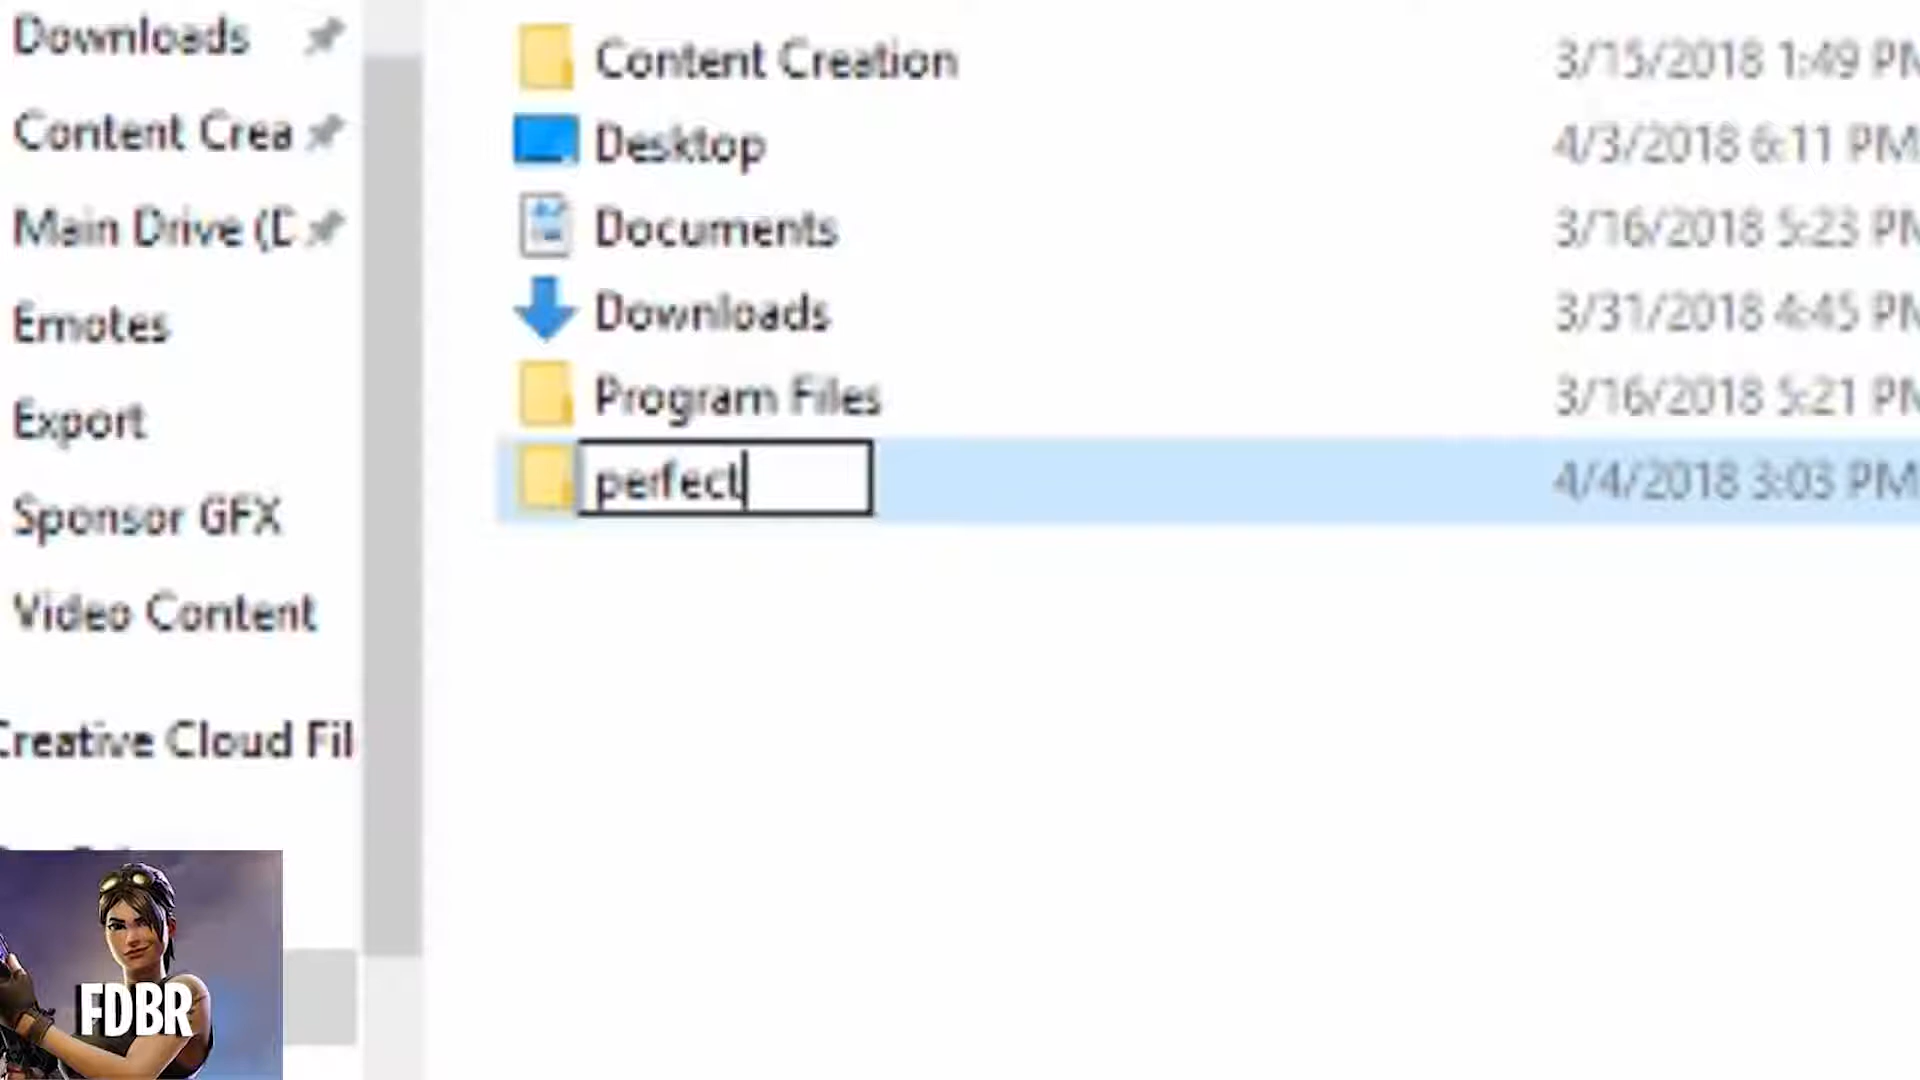 Downloads
Content Crea
Main Drive (D
Emotes
Export
Sponsor GFX
Video Content
Creative Cloud Fil
Content Creation 3/15/2018 1:49 PM
Desktop 4/3/2018 6:11 PM
Documents 3/16/2018 5:23 PM
Downloads 3/31/2018 4:45 PM
Program Files 3/16/2018 5:21 PM
perfect 4/4/2018 3:03 PM
FDBR